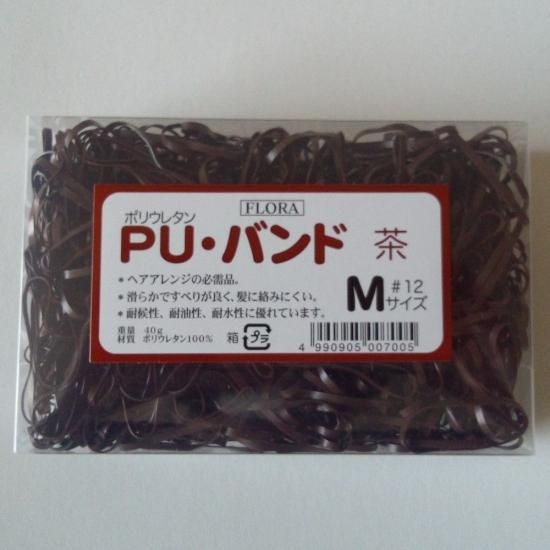 FLORA
ポリウレタン
PU・バンド 茶
＊ヘアアレンジの必需品。
＊滑らかですべりが良く、髪に絡みにくい。
＊耐候性、耐油性、耐水性に優れています。
M #12 サイズ
重量 40g
材質 ポリウレタン100%
箱 プラ
4 990905 007005